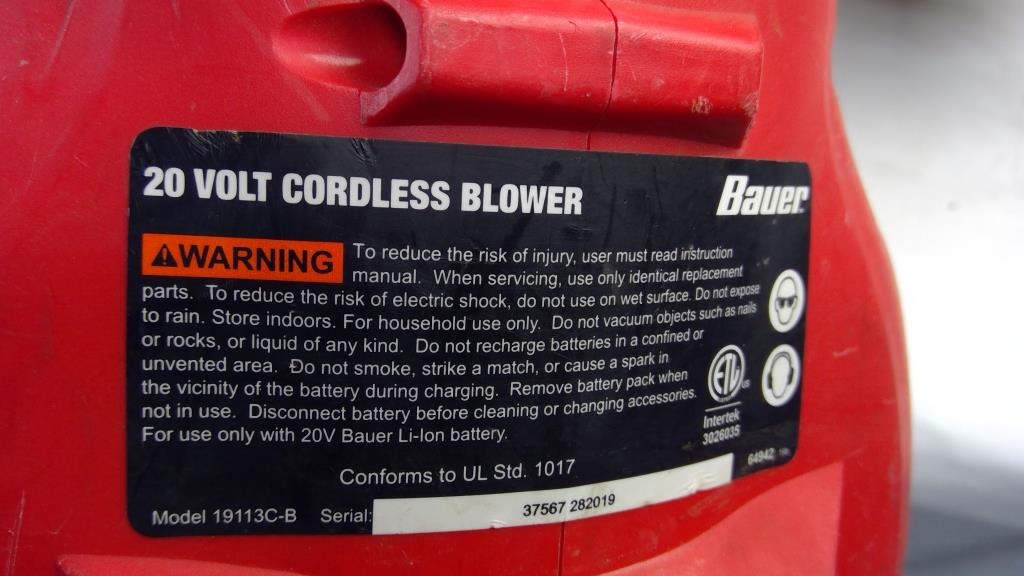 20 VOLT CORDLESS BLOWER
Bauer
WARNING To reduce the risk of injury, user must read instruction
manual. When servicing, use only identical replacement
parts. To reduce the risk of electric shock, do not use on wet surface. Do not expose
to rain. Store indoors. For household use only. Do not vacuum objects such as nails
or rocks, or liquid of any kind. Do not recharge batteries in a confined or
unvented area. Do not smoke, strike a match, or cause a spark in
the vicinity of the battery during charging. Remove battery pack when
not in use. Disconnect battery before cleaning or changing accessories.
For use only with 20V Bauer Li-Ion battery.
ETL us
Intertek
3026035
Conforms to UL Std. 1017
64942
Model 19113C-B Serial: 37567 282019